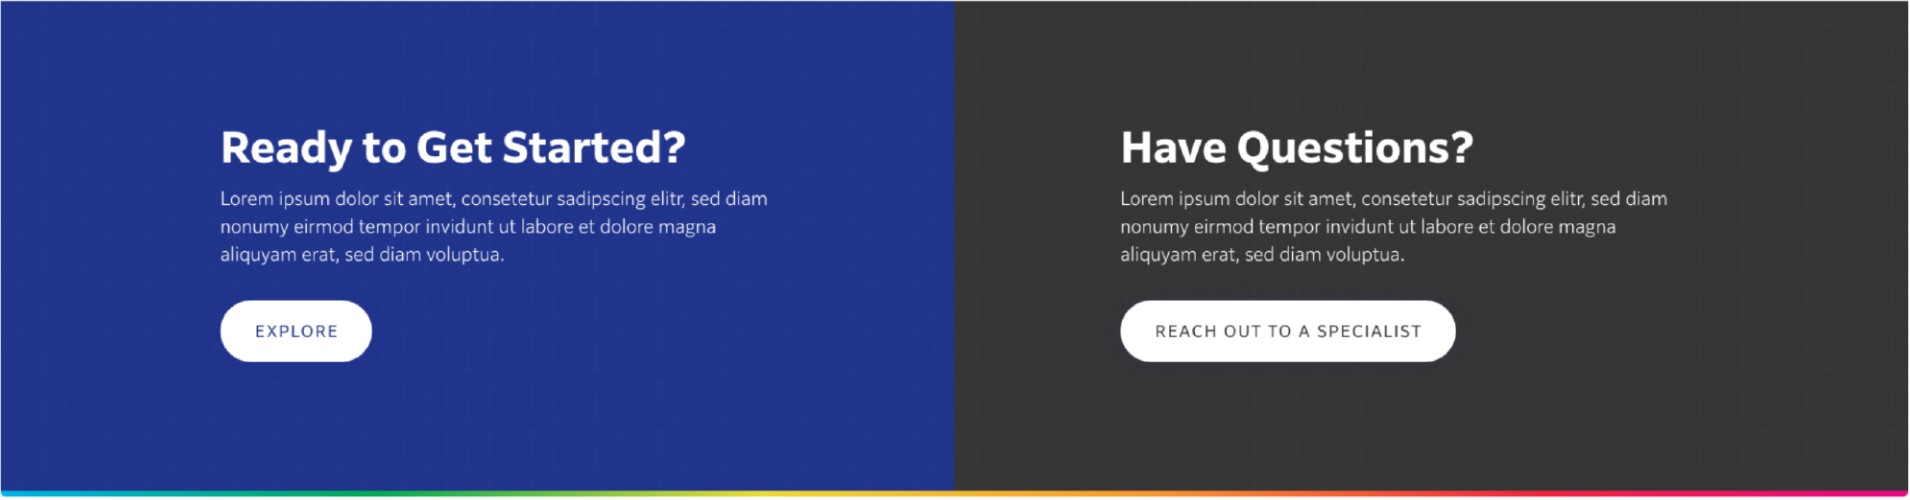 Ready to Get Started?
Lorem ipsum dolor sit amet, consetetur sadipscing elitr, sed diam
nonumy eirmod tempor invidunt ut labore et dolore magna
aliquyam erat, sed diam voluptua.
EXPLORE
Have Questions?
Lorem ipsum dolor sit amet, consetetur sadipscing elitr, sed diam
nonumy eirmod tempor invidunt ut labore et dolore magna
aliquyam erat, sed diam voluptua.
REACH OUT TO A SPECIALIST